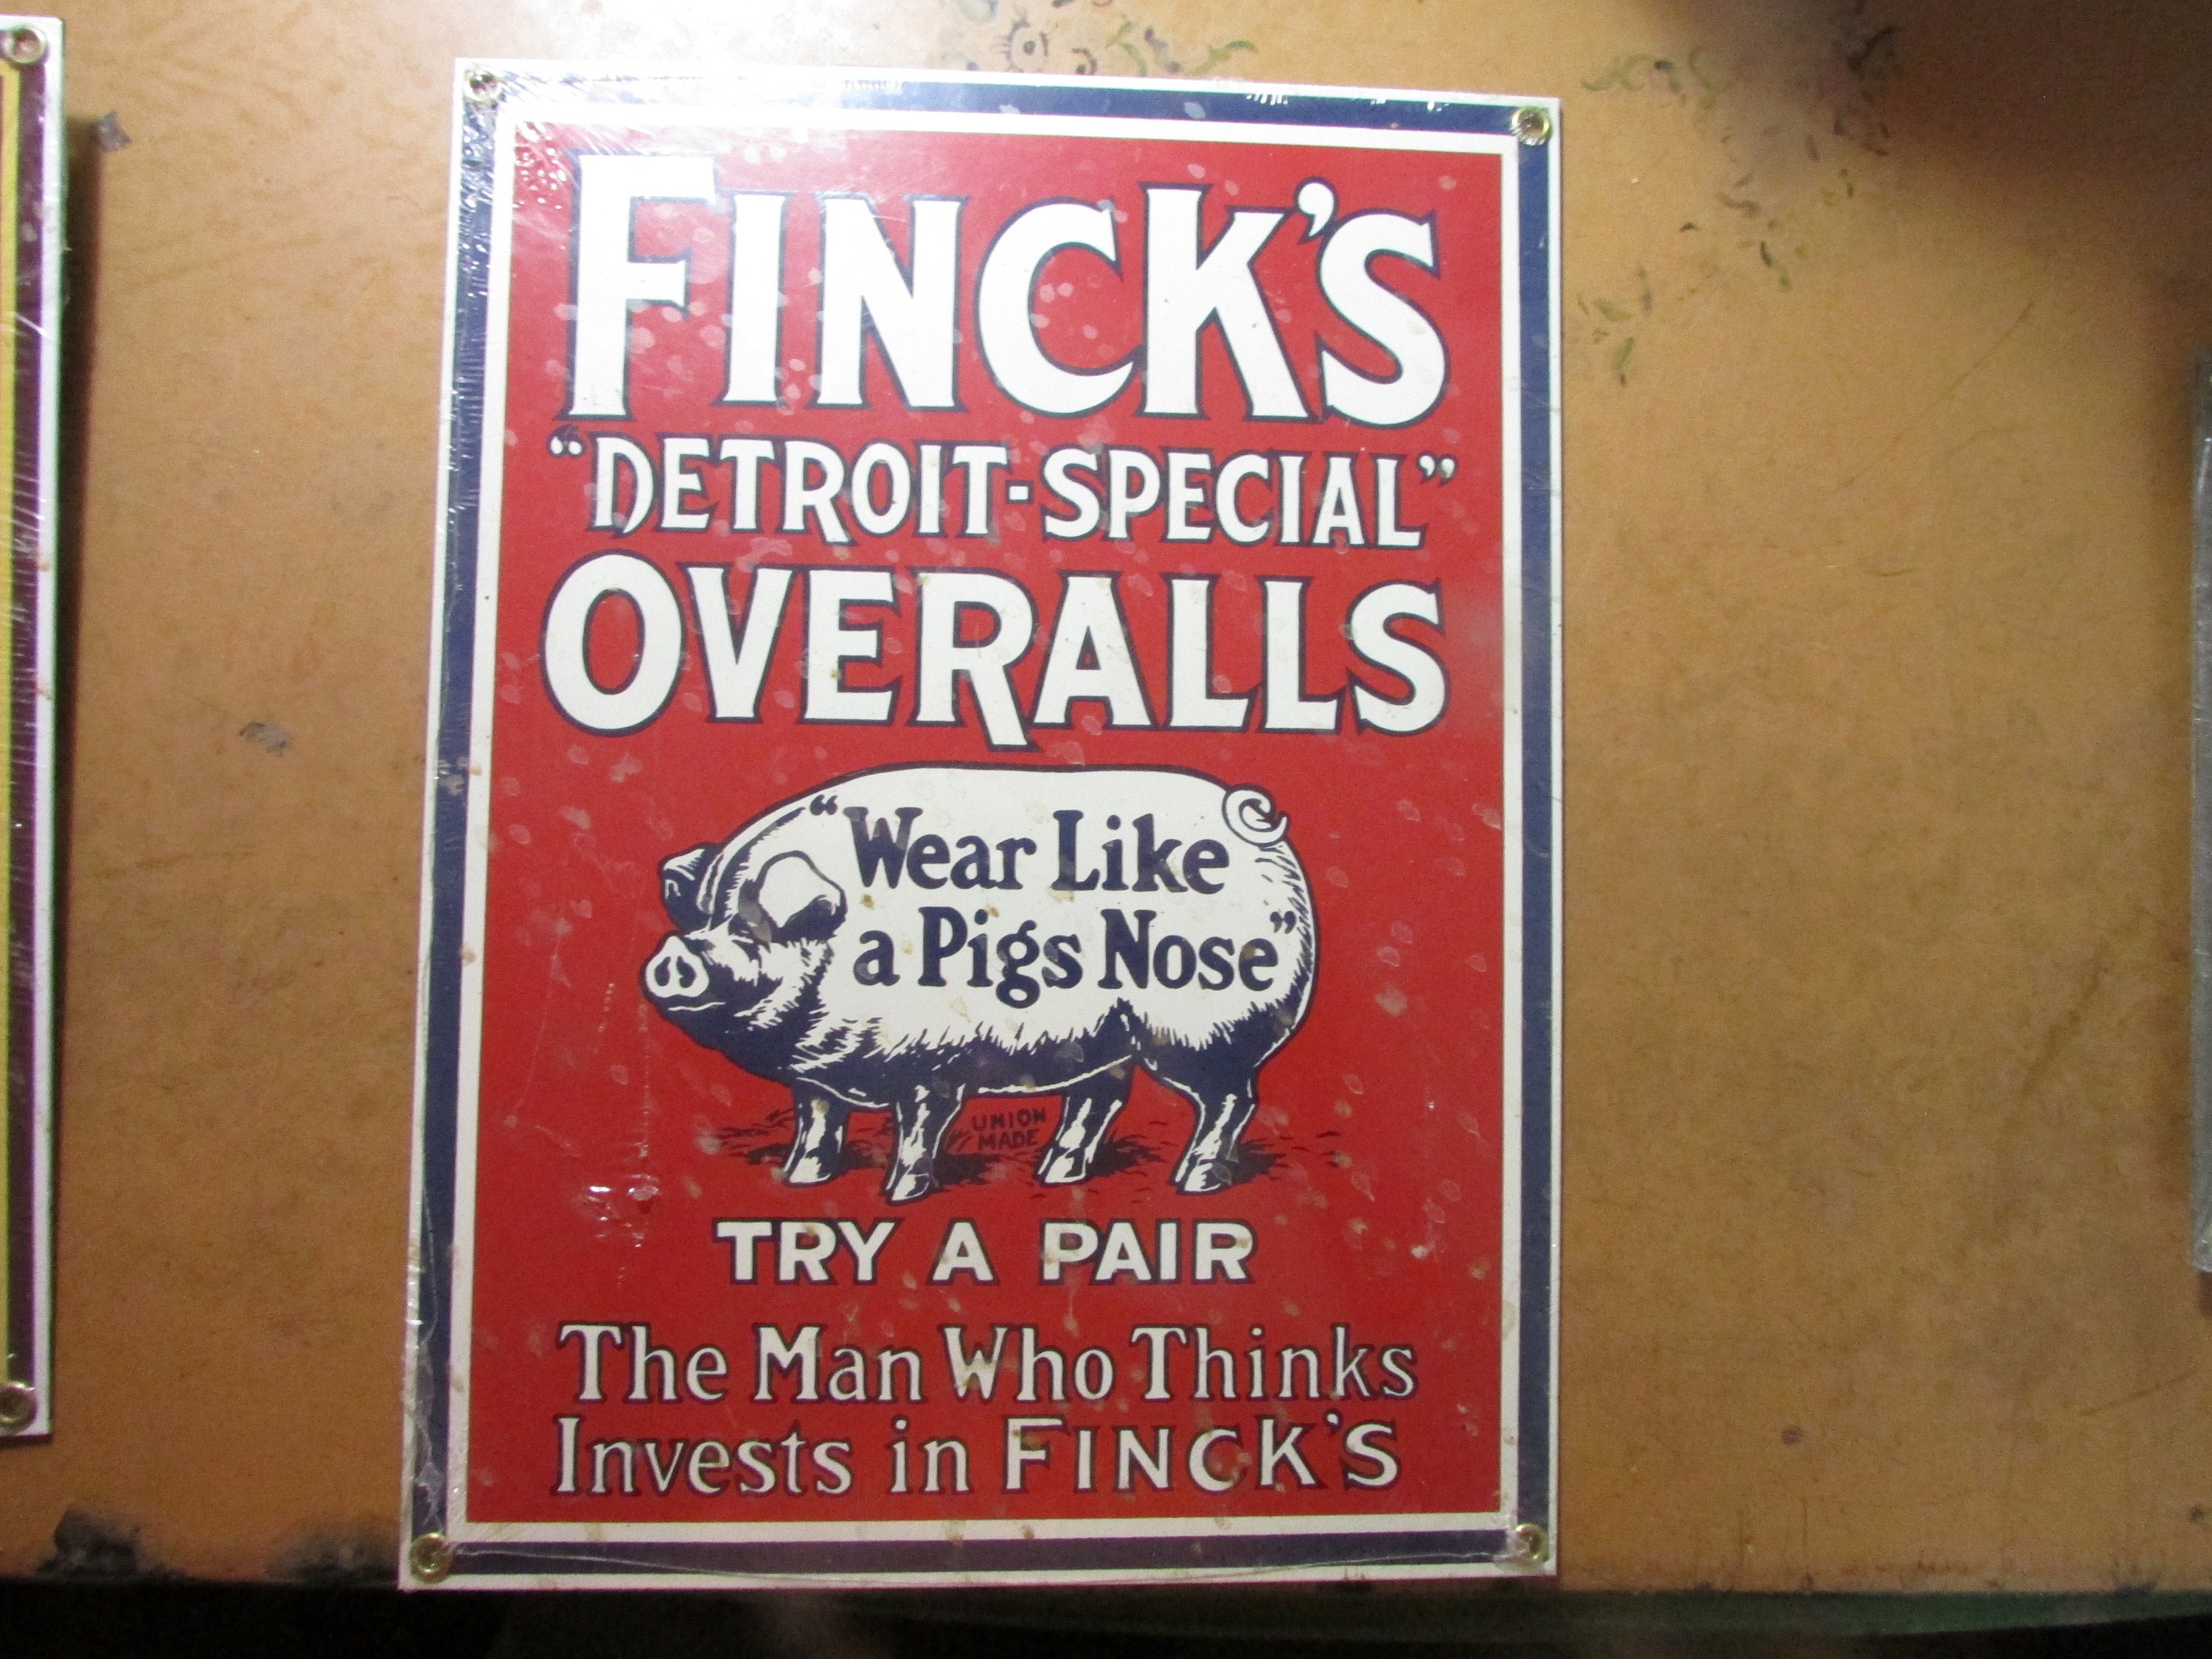 FINCK'S
"DETROIT-SPECIAL"
OVERALLS
"Wear Like
a Pigs Nose"
UNION
MADE
TRY A PAIR
The Man Who Thinks
Invests in FINCK'S